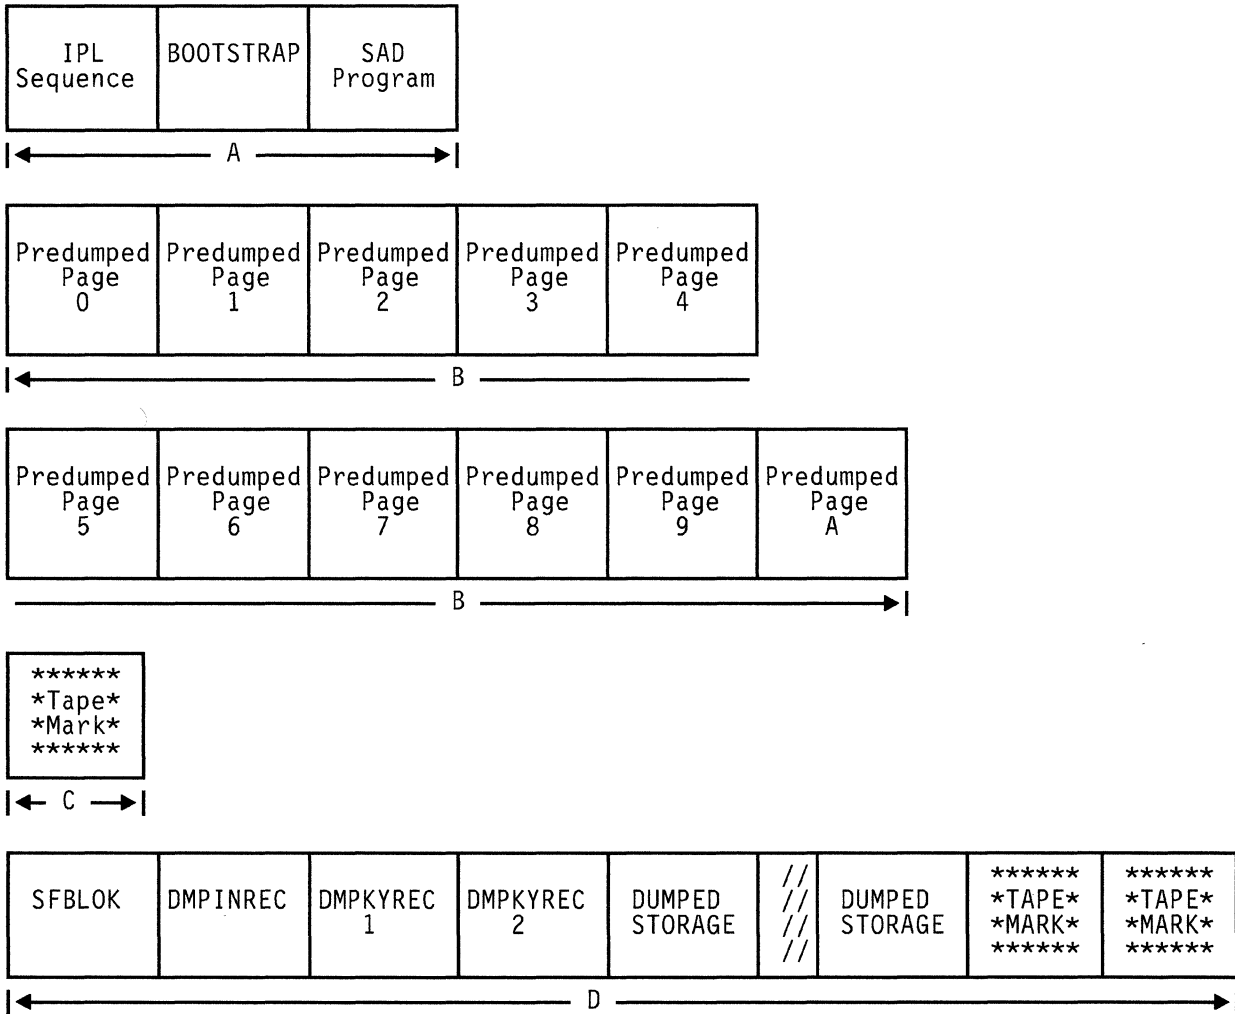 IPL Sequence
BOOTSTRAP
SAD Program
A
Predumped Page 0
Predumped Page 1
Predumped Page 2
Predumped Page 3
Predumped Page 4
B
Predumped Page 5
Predumped Page 6
Predumped Page 7
Predumped Page 8
Predumped Page 9
Predumped Page A
B
******
*Tape*
*Mark*
******
C
SFBLOK
DMPINREC
DMPKYREC 1
DMPKYREC 2
DUMPED STORAGE
//
//
//
//
DUMPED STORAGE
******
*TAPE*
*MARK*
******
******
*TAPE*
*MARK*
******
D